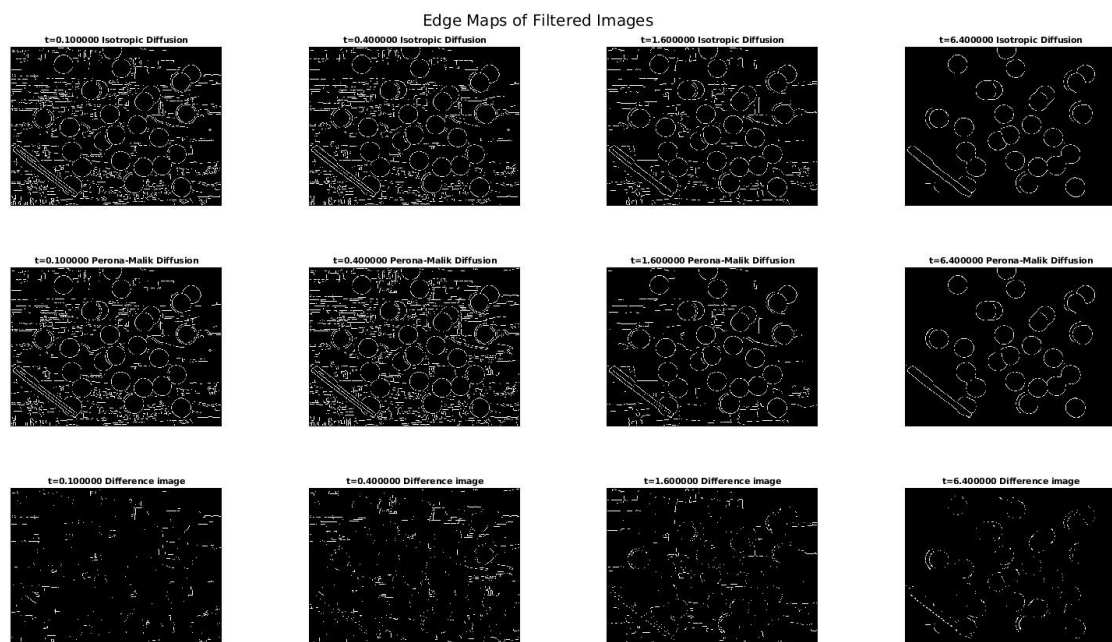 Edge Maps of Filtered Images
t=0.100000 Isotropic Diffusion
t=0.400000 Isotropic Diffusion
t=1.600000 Isotropic Diffusion
t=6.400000 Isotropic Diffusion
t=0.100000 Perona-Malik Diffusion
t=0.400000 Perona-Malik Diffusion
t=1.600000 Perona-Malik Diffusion
t=6.400000 Perona-Malik Diffusion
t=0.100000 Difference image
t=0.400000 Difference image
t=1.600000 Difference image
t=6.400000 Difference image